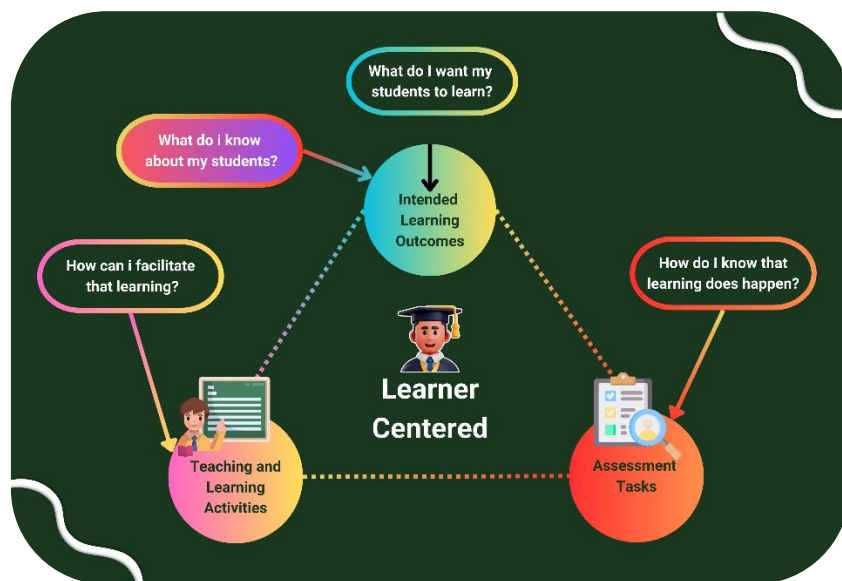 What do I want my
students to learn?
What do i know
about my students?
Intended
Learning
Outcomes
How can i facilitate
that learning?
How do I know that
learning does happen?
Learner
Centered
Teaching and
Learning
Activities
Assessment
Tasks